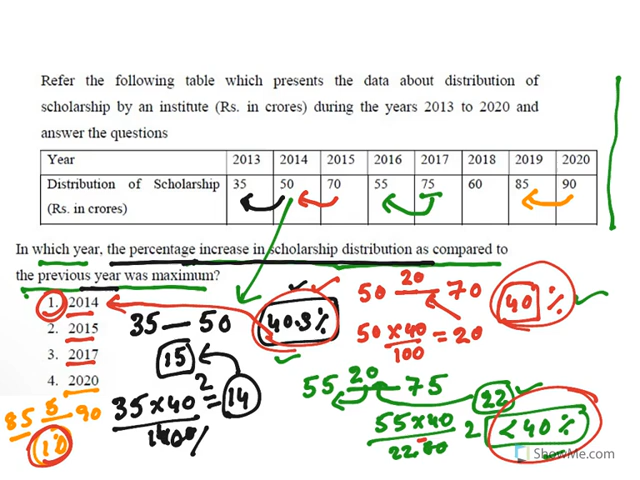 Refer the following table which presents the data about distribution of
scholarship by an institute (Rs. in crores) during the years 2013 to 2020 and
answer the questions
Year 2013 2014 2015 2016 2017 2018 2019 2020
Distribution of Scholarship 35 50 70 55 75 60 85 90
(Rs. in crores)
In which year, the percentage increase in scholarship distribution as compared to
the previous year was maximum?
1. 2014
2. 2015
3. 2017
4. 2020
35 — 50
15
35 × 40 = 14
2
40.3%
50 20 70
40 %
50 × 40 = 20
100
55 20 75
22
55 × 40
22.00
< 40%
85 5 90
ShowMe.com